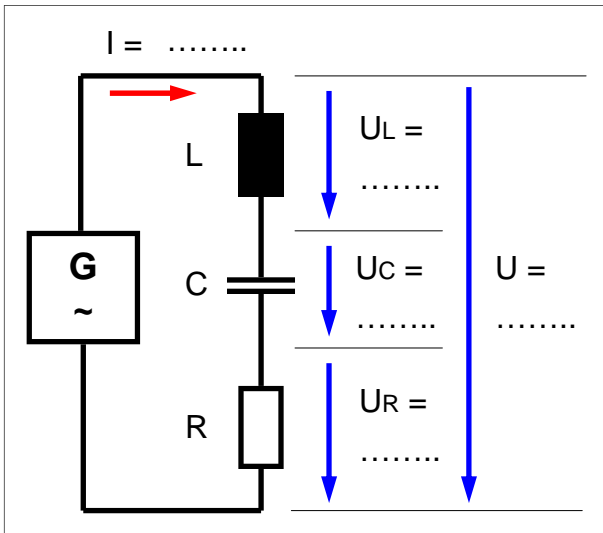 I = ……..
L
UL =
……..
G
~
C
UC =
……..
U =
……..
R
UR =
……..